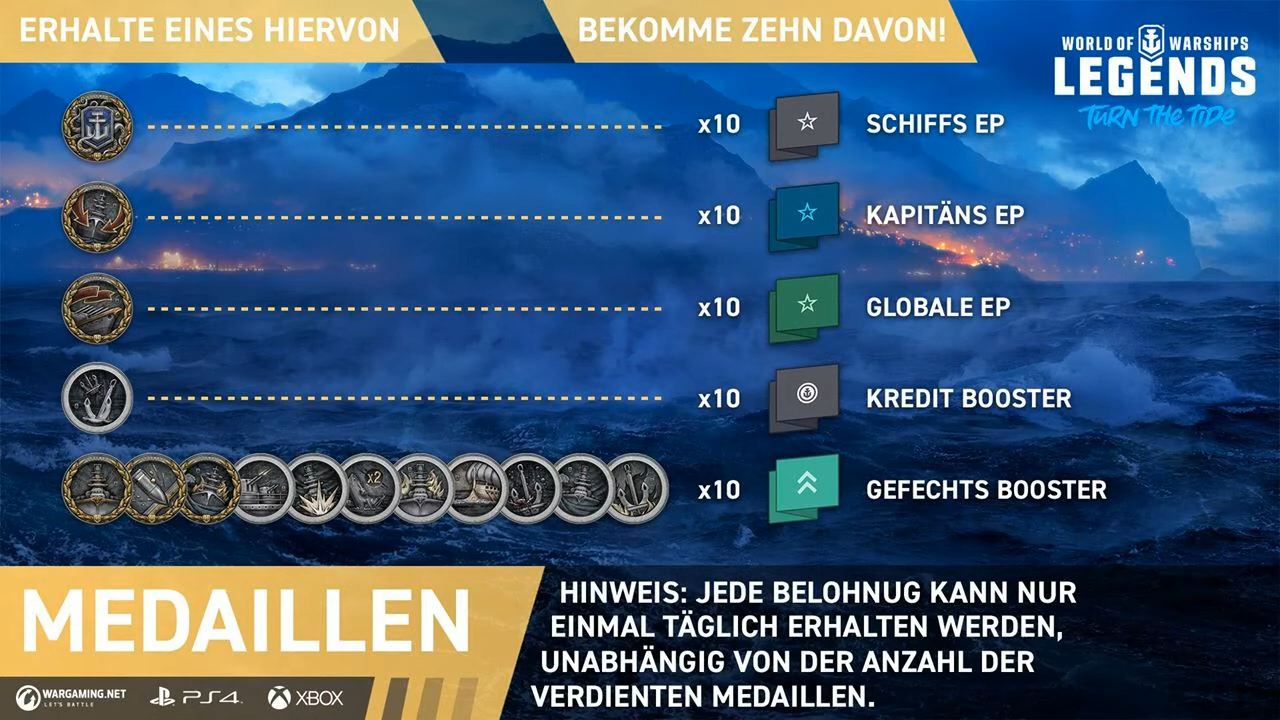 ERHALTE EINES HIERVON
BEKOMME ZEHN DAVON!
WORLD OF WARSHIPS
LEGENDS
TURN THE TIDE
x10 SCHIFFS EP
x10 KAPITÄNS EP
x10 GLOBALE EP
x10 KREDIT BOOSTER
x2
x10 GEFECHTS BOOSTER
MEDAILLEN
HINWEIS: JEDE BELOHNUG KANN NUR
EINMAL TÄGLICH ERHALTEN WERDEN,
UNABHÄNGIG VON DER ANZAHL DER
VERDIENTEN MEDAILLEN.
WARGAMING.NET
LET'S BATTLE
PS4
XBOX